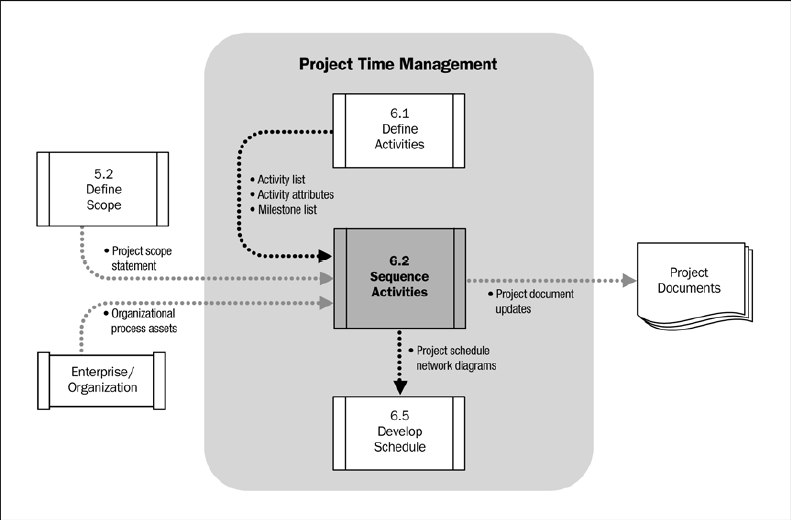 Project Time Management
6.1
Define
Activities
5.2
Define
Scope
• Activity list
• Activity attributes
• Milestone list
• Project scope
statement
6.2
Sequence
Activities
Project
Documents
• Project document
updates
• Organizational
process assets
Enterprise/
Organization
• Project schedule
network diagrams
6.5
Develop
Schedule